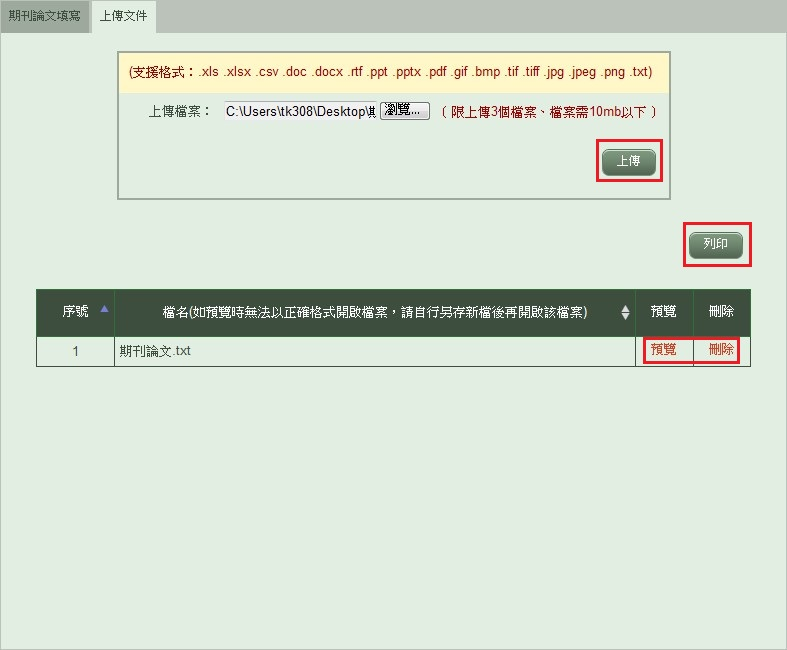 期刊論文填寫 上傳文件
(支援格式：.xls .xlsx .csv .doc .docx .rtf .ppt .pptx .pdf .gif .bmp .tif .tiff .jpg .jpeg .png .txt)
上傳檔案： C:\Users\tk308\Desktop\ 瀏覽... （ 限上傳3個檔案、檔案需10mb以下 ）
上傳
列印
序號 檔名(如預覽時無法以正確格式開啟檔案，請自行另存新檔後再開啟該檔案) 預覽 刪除
1 期刊論文.txt 預覽 刪除